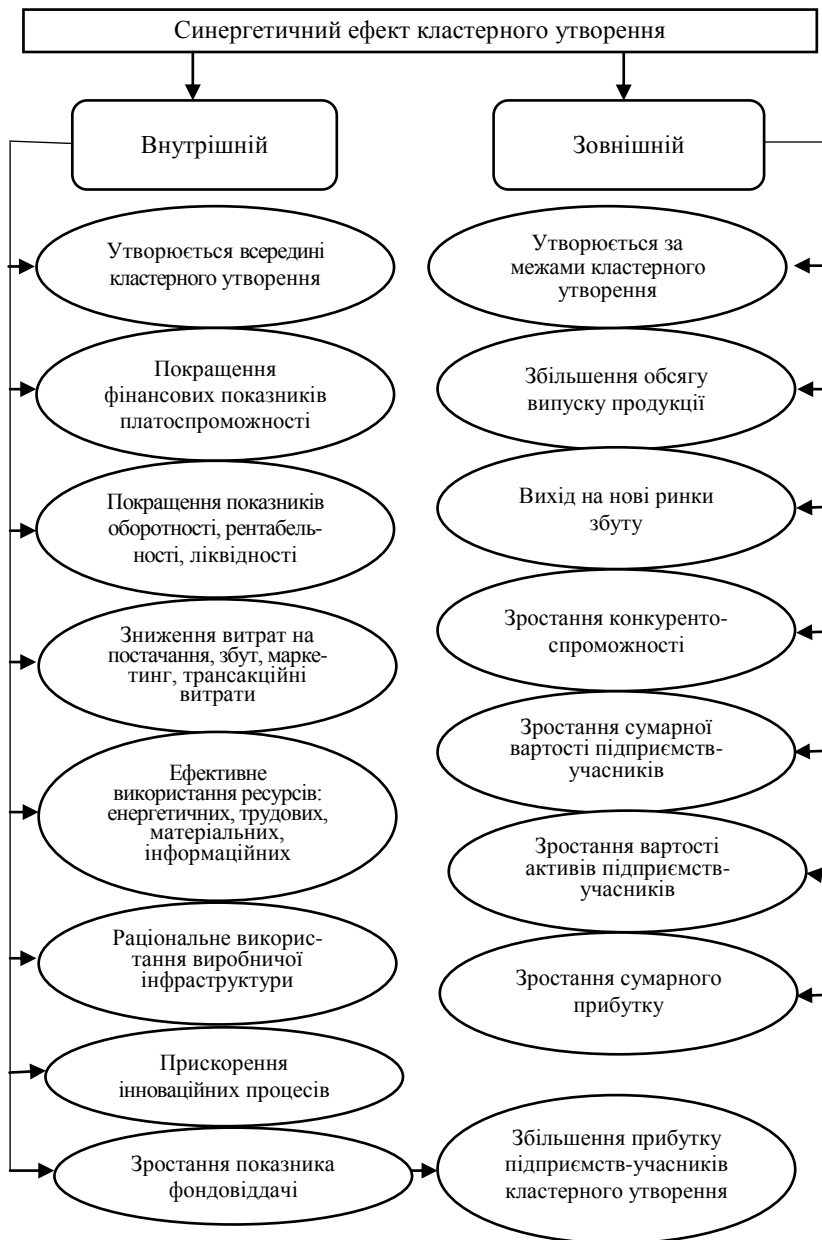 Синергетичний ефект кластерного утворення
Внутрішній
Зовнішній
Утворюється всередині
кластерного утворення
Покращення
фінансових показників
платоспроможності
Покращення показників
оборотності, рентабель-
ності, ліквідності
Зниження витрат на
постачання, збут, марке-
тинг, трансакційні
витрати
Ефективне
використання ресурсів:
енергетичних, трудових,
матеріальних,
інформаційних
Раціональне викорис-
тання виробничої
інфраструктури
Прискорення
інноваційних процесів
Зростання показника
фондовіддачі
Утворюється за
межами кластерного
утворення
Збільшення обсягу
випуску продукції
Вихід на нові ринки
збуту
Зростання конкуренто-
спроможності
Зростання сумарної
вартості підприємств-
учасників
Зростання вартості
активів підприємств-
учасників
Зростання сумарного
прибутку
Збільшення прибутку
підприємств-учасників
кластерного утворення